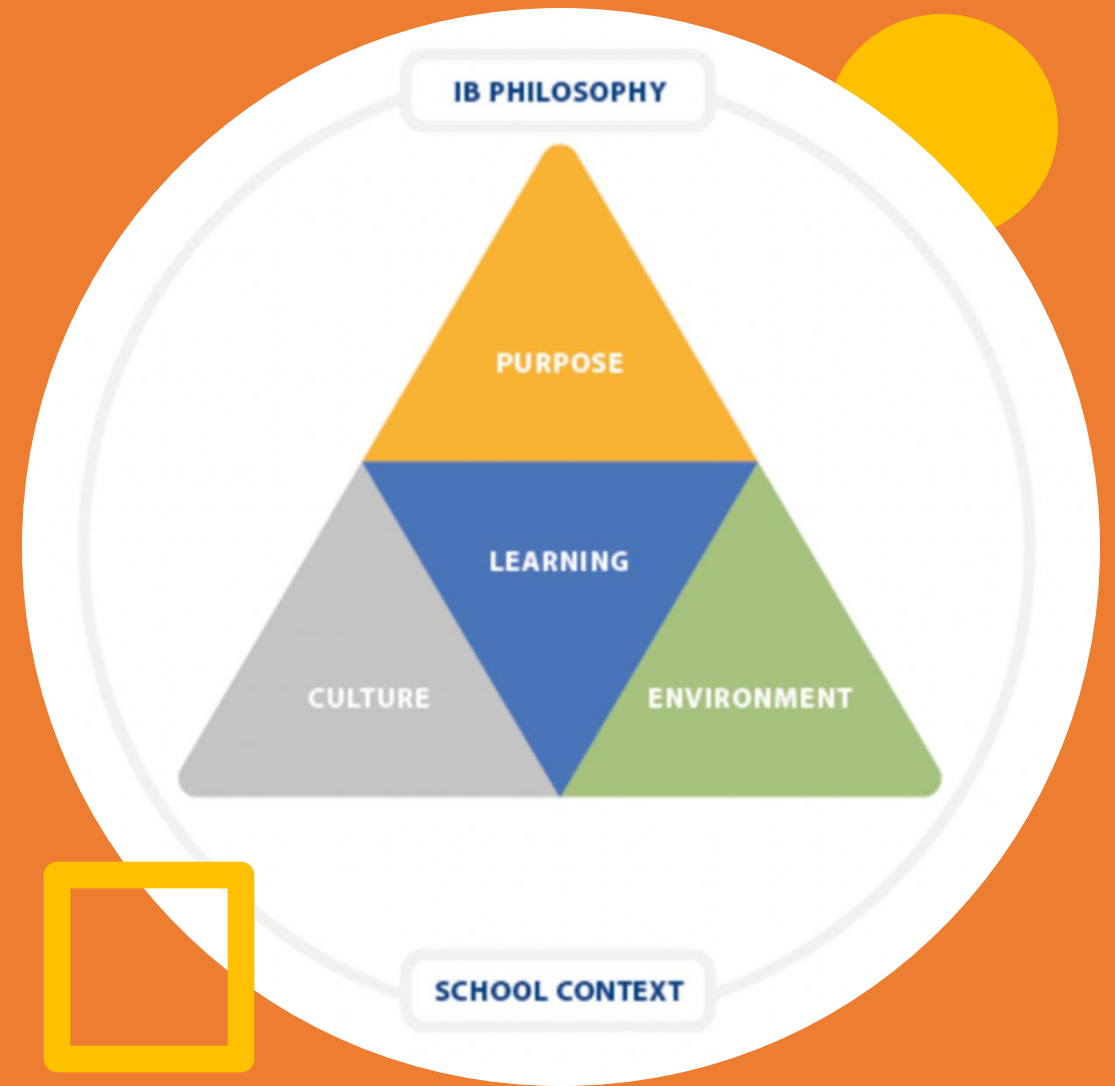 IB PHILOSOPHY
PURPOSE
LEARNING
CULTURE
ENVIRONMENT
SCHOOL CONTEXT